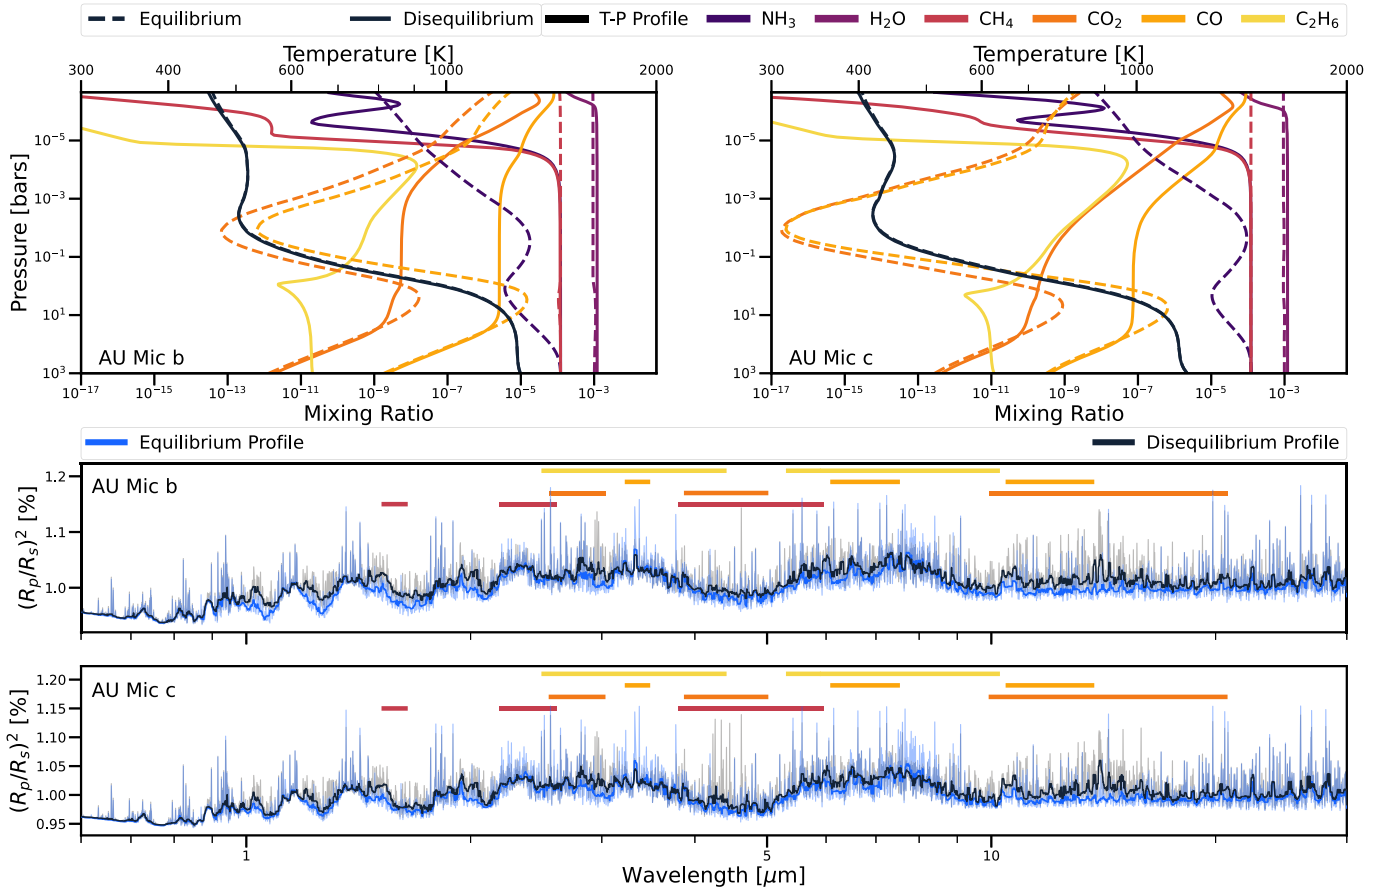 Equilibrium Disequilibrium T-P Profile NH₃ H₂O CH₄ CO₂ CO C₂H₆
Temperature [K] Temperature [K]
300 400 600 1000 2000 300 400 600 1000 2000
Pressure [bars]
10⁻⁵ 10⁻⁵
10⁻³ 10⁻³
10⁻¹ 10⁻¹
10¹ 10¹
10³ 10³
AU Mic b AU Mic c
10⁻¹⁷ 10⁻¹⁵ 10⁻¹³ 10⁻¹¹ 10⁻⁹ 10⁻⁷ 10⁻⁵ 10⁻³ 10⁻¹⁷ 10⁻¹⁵ 10⁻¹³ 10⁻¹¹ 10⁻⁹ 10⁻⁷ 10⁻⁵ 10⁻³
Mixing Ratio Mixing Ratio
Equilibrium Profile Disequilibrium Profile
AU Mic b
(Rₚ/Rₛ)² [%]
1.2
1.1
1.0
AU Mic c
(Rₚ/Rₛ)² [%]
1.20
1.15
1.10
1.05
1.00
0.95
1 5 10
Wavelength [μm]